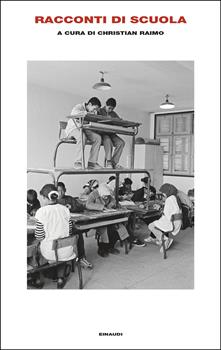 RACCONTI DI SCUOLA
A CURA DI CHRISTIAN RAIMO
EINAUDI